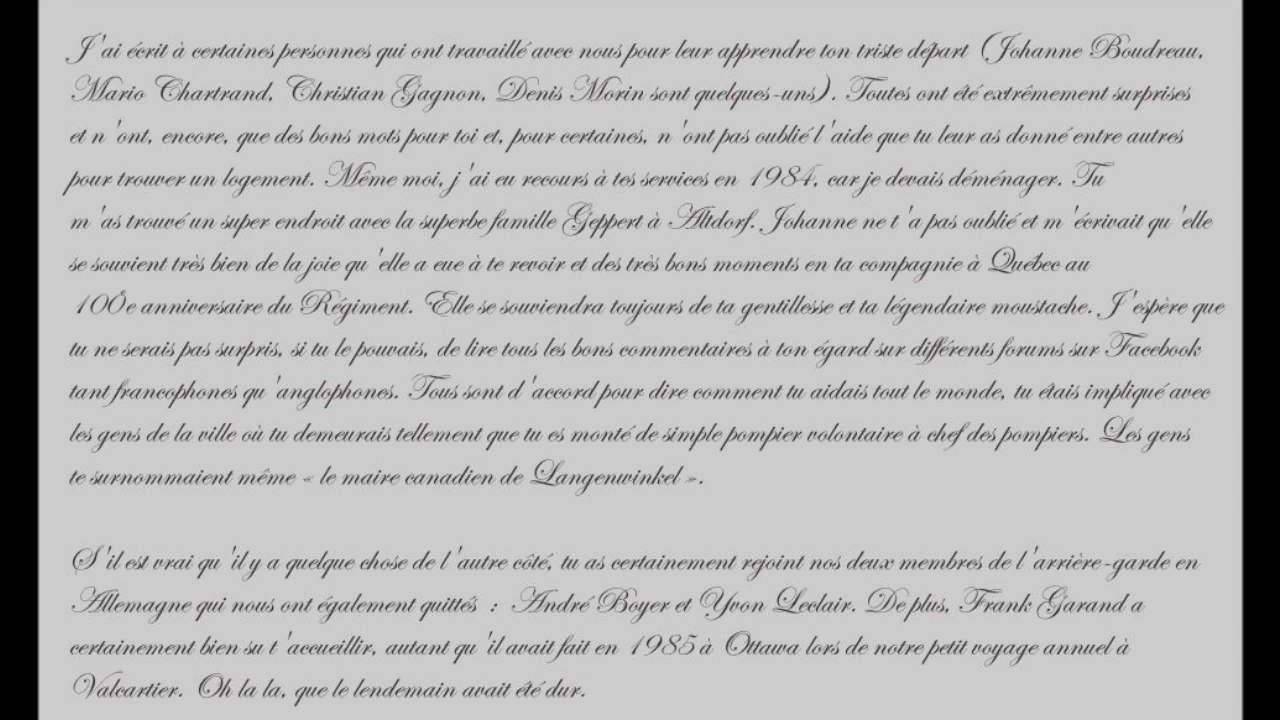 J'ai écrit à certaines personnes qui ont travaillé avec nous pour leur apprendre ton triste départ (Johanne Boudreau,
Mario Chartrand, Christian Gagnon, Denis Morin sont quelques-uns). Toutes ont été extrêmement surprises
et n'ont, encore, que des bons mots pour toi et, pour certaines, n'ont pas oublié l'aide que tu leur as donné entre autres
pour trouver un logement. Même moi, j'ai eu recours à tes services en 1984, car je devais déménager. Tu
m'as trouvé un super endroit avec la superbe famille Geppert à Altdorf. Johanne ne t'a pas oublié et m'écrivait qu'elle
se souvient très bien de la joie qu'elle a eue à te revoir et des très bons moments en ta compagnie à Québec au
100e anniversaire du Régiment. Elle se souviendra toujours de ta gentillesse et ta légendaire moustache. J'espère que
tu ne serais pas surpris, si tu le pouvais, de lire tous les bons commentaires à ton égard sur différents forums sur Facebook
tant francophones qu'anglophones. Tous sont d'accord pour dire comment tu aidais tout le monde, tu étais impliqué avec
les gens de la ville où tu demeurais tellement que tu es monté de simple pompier volontaire à chef des pompiers. Les gens
te surnommaient même « le maire canadien de Langenwinkel ».
S'il est vrai qu'il y a quelque chose de l'autre côté, tu as certainement rejoint nos deux membres de l'arrière-garde en
Allemagne qui nous ont également quittés : André Boyer et Yvon Leclair. De plus, Frank Garand a
certainement bien su t'accueillir, autant qu'il avait fait en 1985 à Ottawa lors de notre petit voyage annuel à
Valcartier. Oh la la, que le lendemain avait été dur.